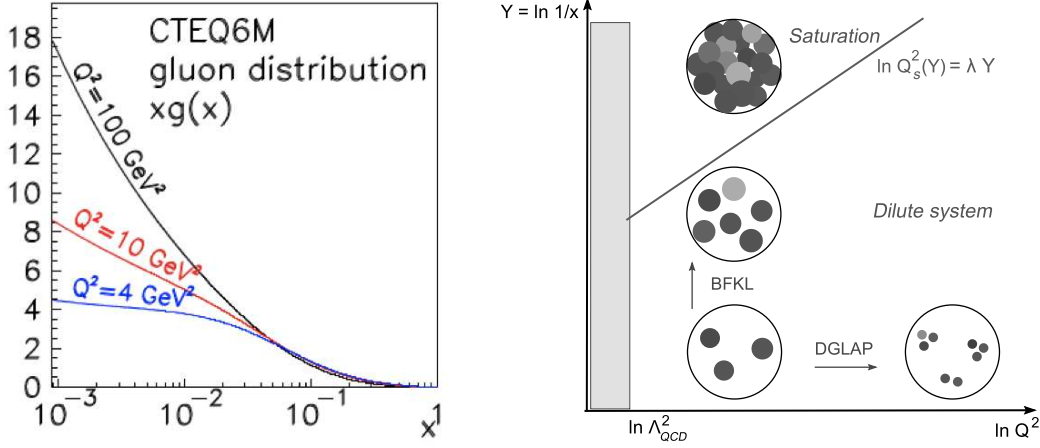 18
16
14
12
10
8
6
4
2
0
CTEQ6M
gluon distribution
xg(x)
Q²=100 GeV²
Q²=10 GeV²
Q²=4 GeV²
10⁻³
10⁻²
10⁻¹
x
1
Y = ln 1/x
Saturation
ln Q²ₛ(Y) = λ Y
Dilute system
BFKL
DGLAP
ln Λ²QCD
ln Q²